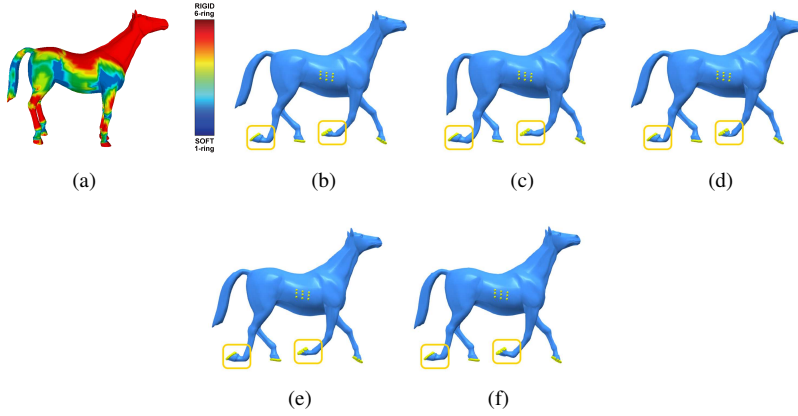 RIGID
6-ring
SOFT
1-ring
(a)
(b)
(c)
(d)
(e)
(f)